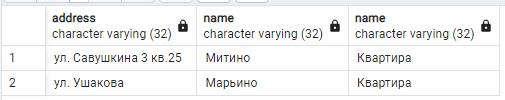 address name name
character varying (32) character varying (32) character varying (32)
1 ул. Савушкина 3 кв.25 Митино Квартира
2 ул. Ушакова Марьино Квартира